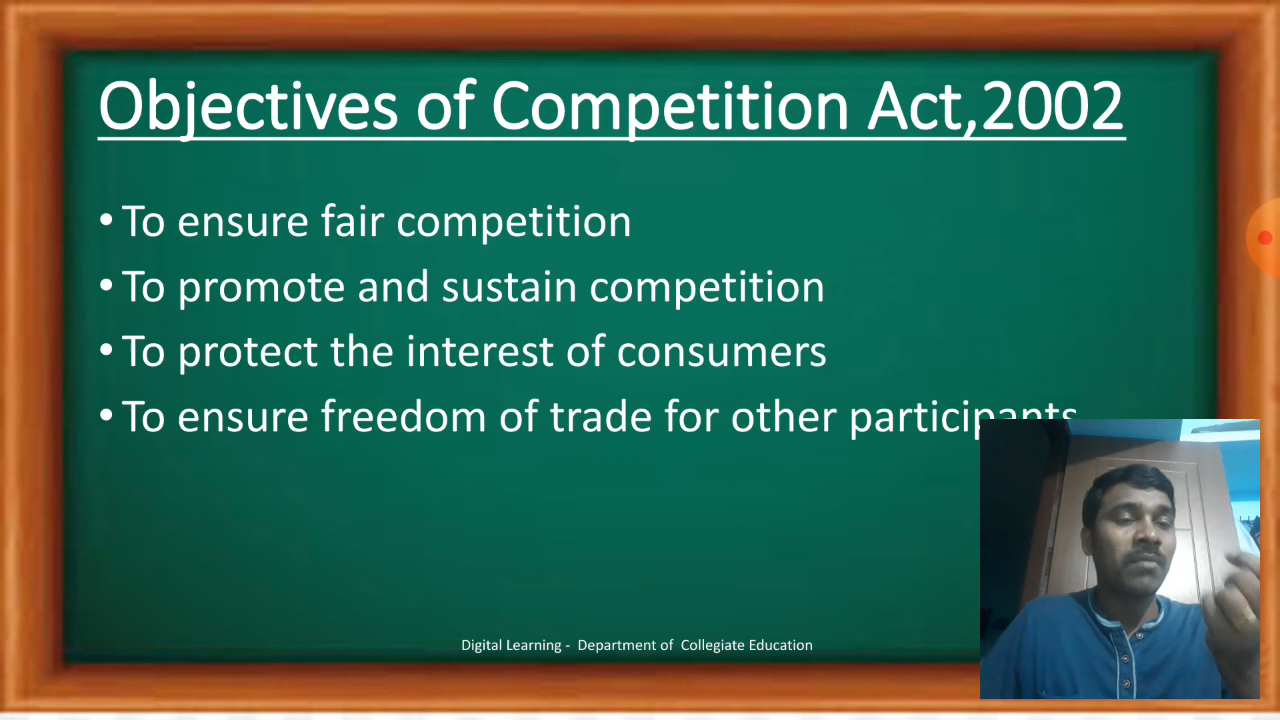 Objectives of Competition Act,2002
• To ensure fair competition
• To promote and sustain competition
• To protect the interest of consumers
• To ensure freedom of trade for other participants
Digital Learning - Department of Collegiate Education